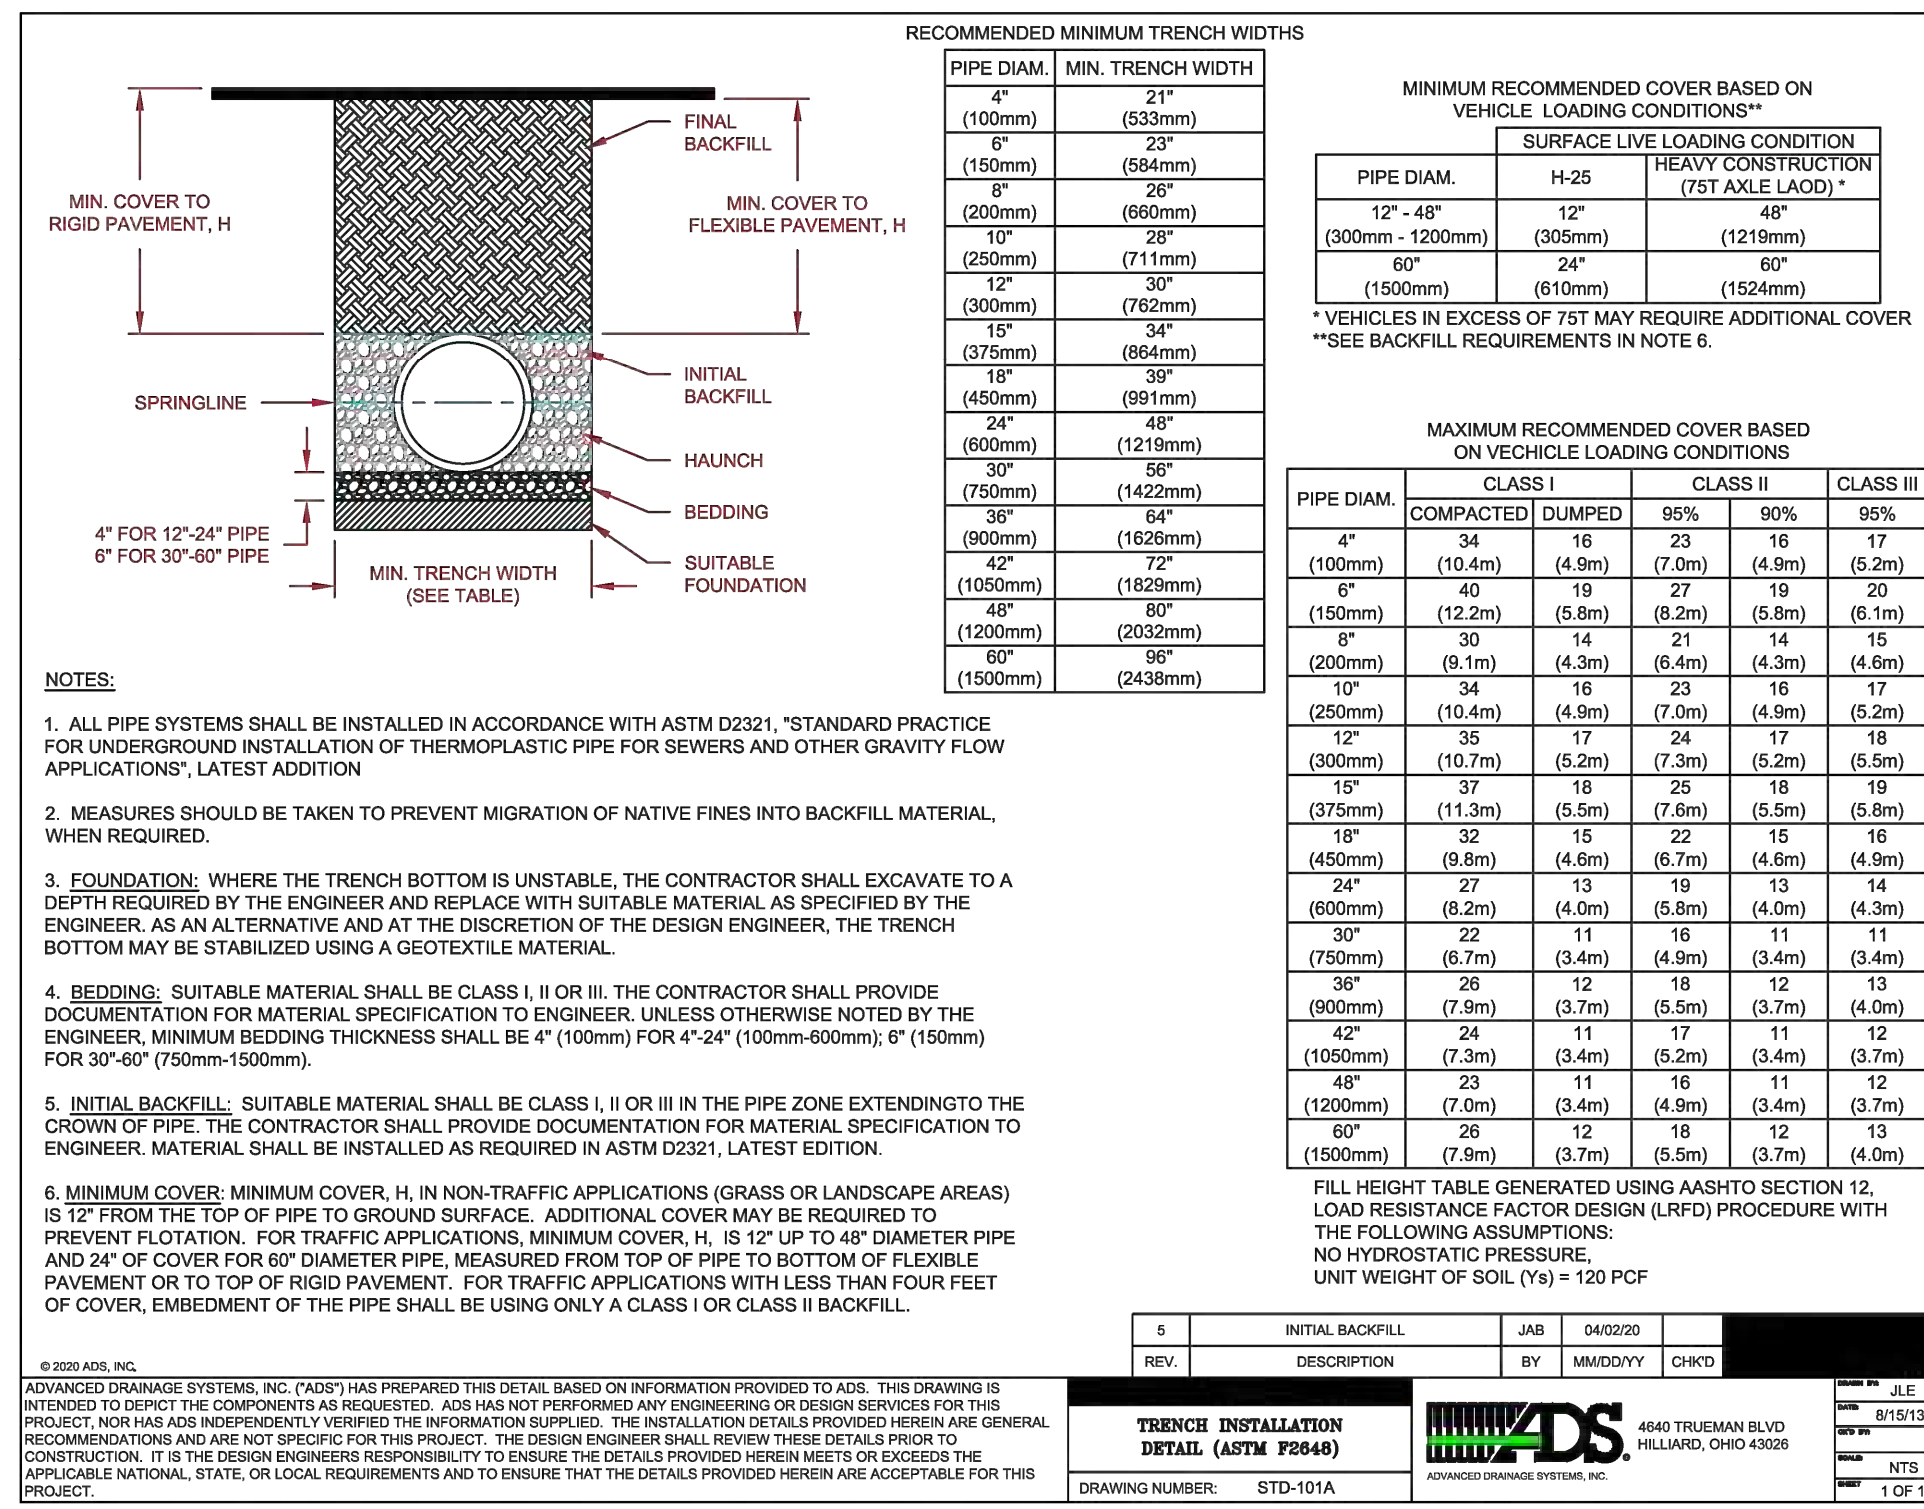 RECOMMENDED MINIMUM TRENCH WIDTHS
PIPE DIAM. MIN. TRENCH WIDTH
4" 21"
(100mm) (533mm)
6" 23"
(150mm) (584mm)
8" 26"
(200mm) (660mm)
10" 28"
(250mm) (711mm)
12" 30"
(300mm) (762mm)
15" 34"
(375mm) (864mm)
18" 39"
(450mm) (991mm)
24" 48"
(600mm) (1219mm)
30" 56"
(750mm) (1422mm)
36" 64"
(900mm) (1626mm)
42" 72"
(1050mm) (1829mm)
48" 80"
(1200mm) (2032mm)
60" 96"
(1500mm) (2438mm)
MIN. COVER TO
RIGID PAVEMENT, H
FINAL
BACKFILL
MIN. COVER TO
FLEXIBLE PAVEMENT, H
SPRINGLINE
INITIAL
BACKFILL
HAUNCH
BEDDING
SUITABLE
FOUNDATION
4" FOR 12"-24" PIPE
6" FOR 30"-60" PIPE
MIN. TRENCH WIDTH
(SEE TABLE)
MINIMUM RECOMMENDED COVER BASED ON
VEHICLE LOADING CONDITIONS**
SURFACE LIVE LOADING CONDITION
PIPE DIAM. H-25 HEAVY CONSTRUCTION
(75T AXLE LAOD) *
12" - 48" 12" 48"
(300mm - 1200mm) (305mm) (1219mm)
60" 24" 60"
(1500mm) (610mm) (1524mm)
* VEHICLES IN EXCESS OF 75T MAY REQUIRE ADDITIONAL COVER
**SEE BACKFILL REQUIREMENTS IN NOTE 6.
MAXIMUM RECOMMENDED COVER BASED
ON VECHICLE LOADING CONDITIONS
PIPE DIAM. CLASS I CLASS II CLASS III
COMPACTED DUMPED 95% 90% 95%
4" 34 16 23 16 17
(100mm) (10.4m) (4.9m) (7.0m) (4.9m) (5.2m)
6" 40 19 27 19 20
(150mm) (12.2m) (5.8m) (8.2m) (5.8m) (6.1m)
8" 30 14 21 14 15
(200mm) (9.1m) (4.3m) (6.4m) (4.3m) (4.6m)
10" 34 16 23 16 17
(250mm) (10.4m) (4.9m) (7.0m) (4.9m) (5.2m)
12" 35 17 24 17 18
(300mm) (10.7m) (5.2m) (7.3m) (5.2m) (5.5m)
15" 37 18 25 18 19
(375mm) (11.3m) (5.5m) (7.6m) (5.5m) (5.8m)
18" 32 15 22 15 16
(450mm) (9.8m) (4.6m) (6.7m) (4.6m) (4.9m)
24" 27 13 19 13 14
(600mm) (8.2m) (4.0m) (5.8m) (4.0m) (4.3m)
30" 22 11 16 11 11
(750mm) (6.7m) (3.4m) (4.9m) (3.4m) (3.4m)
36" 26 12 18 12 13
(900mm) (7.9m) (3.7m) (5.5m) (3.7m) (4.0m)
42" 24 11 17 11 12
(1050mm) (7.3m) (3.4m) (5.2m) (3.4m) (3.7m)
48" 23 11 16 11 12
(1200mm) (7.0m) (3.4m) (4.9m) (3.4m) (3.7m)
60" 26 12 18 12 13
(1500mm) (7.9m) (3.7m) (5.5m) (3.7m) (4.0m)
FILL HEIGHT TABLE GENERATED USING AASHTO SECTION 12,
LOAD RESISTANCE FACTOR DESIGN (LRFD) PROCEDURE WITH
THE FOLLOWING ASSUMPTIONS:
NO HYDROSTATIC PRESSURE,
UNIT WEIGHT OF SOIL (Ys) = 120 PCF
NOTES:
1. ALL PIPE SYSTEMS SHALL BE INSTALLED IN ACCORDANCE WITH ASTM D2321, "STANDARD PRACTICE
FOR UNDERGROUND INSTALLATION OF THERMOPLASTIC PIPE FOR SEWERS AND OTHER GRAVITY FLOW
APPLICATIONS", LATEST ADDITION
2. MEASURES SHOULD BE TAKEN TO PREVENT MIGRATION OF NATIVE FINES INTO BACKFILL MATERIAL,
WHEN REQUIRED.
3. FOUNDATION: WHERE THE TRENCH BOTTOM IS UNSTABLE, THE CONTRACTOR SHALL EXCAVATE TO A
DEPTH REQUIRED BY THE ENGINEER AND REPLACE WITH SUITABLE MATERIAL AS SPECIFIED BY THE
ENGINEER. AS AN ALTERNATIVE AND AT THE DISCRETION OF THE DESIGN ENGINEER, THE TRENCH
BOTTOM MAY BE STABILIZED USING A GEOTEXTILE MATERIAL.
4. BEDDING: SUITABLE MATERIAL SHALL BE CLASS I, II OR III. THE CONTRACTOR SHALL PROVIDE
DOCUMENTATION FOR MATERIAL SPECIFICATION TO ENGINEER. UNLESS OTHERWISE NOTED BY THE
ENGINEER, MINIMUM BEDDING THICKNESS SHALL BE 4" (100mm) FOR 4"-24" (100mm-600mm); 6" (150mm)
FOR 30"-60" (750mm-1500mm).
5. INITIAL BACKFILL: SUITABLE MATERIAL SHALL BE CLASS I, II OR III IN THE PIPE ZONE EXTENDINGTO THE
CROWN OF PIPE. THE CONTRACTOR SHALL PROVIDE DOCUMENTATION FOR MATERIAL SPECIFICATION TO
ENGINEER. MATERIAL SHALL BE INSTALLED AS REQUIRED IN ASTM D2321, LATEST EDITION.
6. MINIMUM COVER: MINIMUM COVER, H, IN NON-TRAFFIC APPLICATIONS (GRASS OR LANDSCAPE AREAS)
IS 12" FROM THE TOP OF PIPE TO GROUND SURFACE. ADDITIONAL COVER MAY BE REQUIRED TO
PREVENT FLOTATION. FOR TRAFFIC APPLICATIONS, MINIMUM COVER, H, IS 12" UP TO 48" DIAMETER PIPE
AND 24" OF COVER FOR 60" DIAMETER PIPE, MEASURED FROM TOP OF PIPE TO BOTTOM OF FLEXIBLE
PAVEMENT OR TO TOP OF RIGID PAVEMENT. FOR TRAFFIC APPLICATIONS WITH LESS THAN FOUR FEET
OF COVER, EMBEDMENT OF THE PIPE SHALL BE USING ONLY A CLASS I OR CLASS II BACKFILL.
5 INITIAL BACKFILL JAB 04/02/20
REV. DESCRIPTION BY MM/DD/YY CHK'D
© 2020 ADS, INC.
ADVANCED DRAINAGE SYSTEMS, INC. ("ADS") HAS PREPARED THIS DETAIL BASED ON INFORMATION PROVIDED TO ADS. THIS DRAWING IS
INTENDED TO DEPICT THE COMPONENTS AS REQUESTED. ADS HAS NOT PERFORMED ANY ENGINEERING OR DESIGN SERVICES FOR THIS
PROJECT, NOR HAS ADS INDEPENDENTLY VERIFIED THE INFORMATION SUPPLIED. THE INSTALLATION DETAILS PROVIDED HEREIN ARE GENERAL
RECOMMENDATIONS AND ARE NOT SPECIFIC FOR THIS PROJECT. THE DESIGN ENGINEER SHALL REVIEW THESE DETAILS PRIOR TO
CONSTRUCTION. IT IS THE DESIGN ENGINEERS RESPONSIBILITY TO ENSURE THE DETAILS PROVIDED HEREIN MEETS OR EXCEEDS THE
APPLICABLE NATIONAL, STATE, OR LOCAL REQUIREMENTS AND TO ENSURE THAT THE DETAILS PROVIDED HEREIN ARE ACCEPTABLE FOR THIS
PROJECT.
TRENCH INSTALLATION
DETAIL (ASTM F2648)
DRAWING NUMBER: STD-101A
ADS
®
ADVANCED DRAINAGE SYSTEMS, INC.
4640 TRUEMAN BLVD
HILLIARD, OHIO 43026
DRAWN BY: JLE
DATE: 8/15/13
CK'D BY:
SCALE: NTS
SHEET 1 OF 1